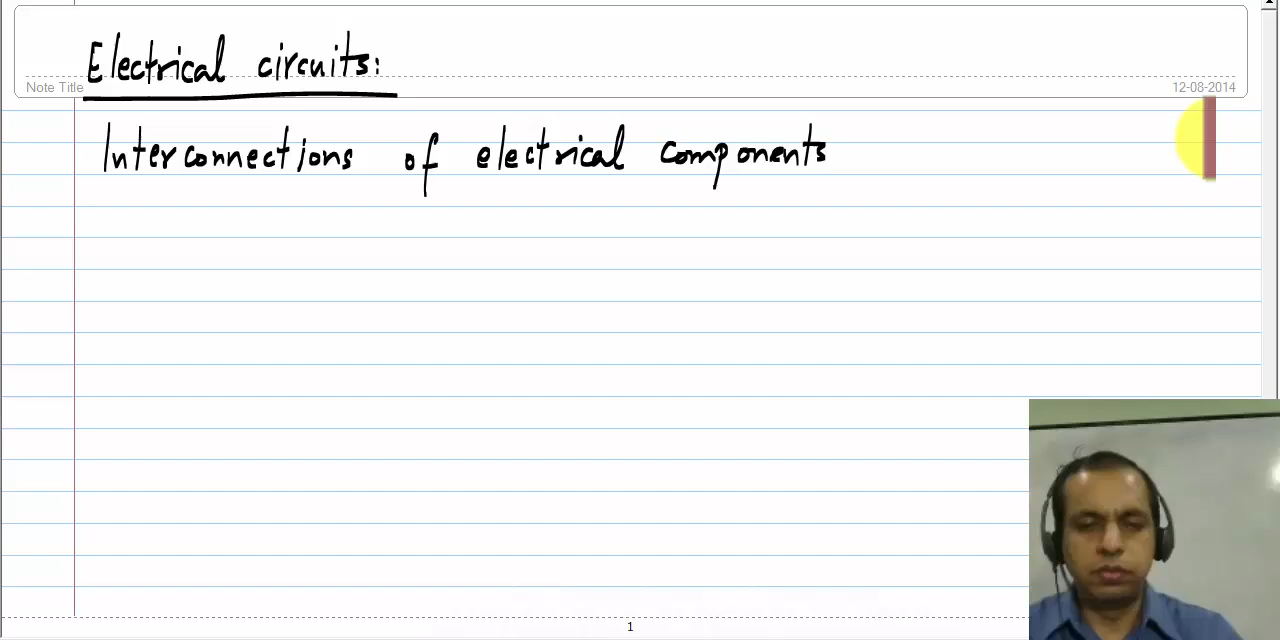 Electrical circuits:
Note Title
12-08-2014
Interconnections of electrical components
1